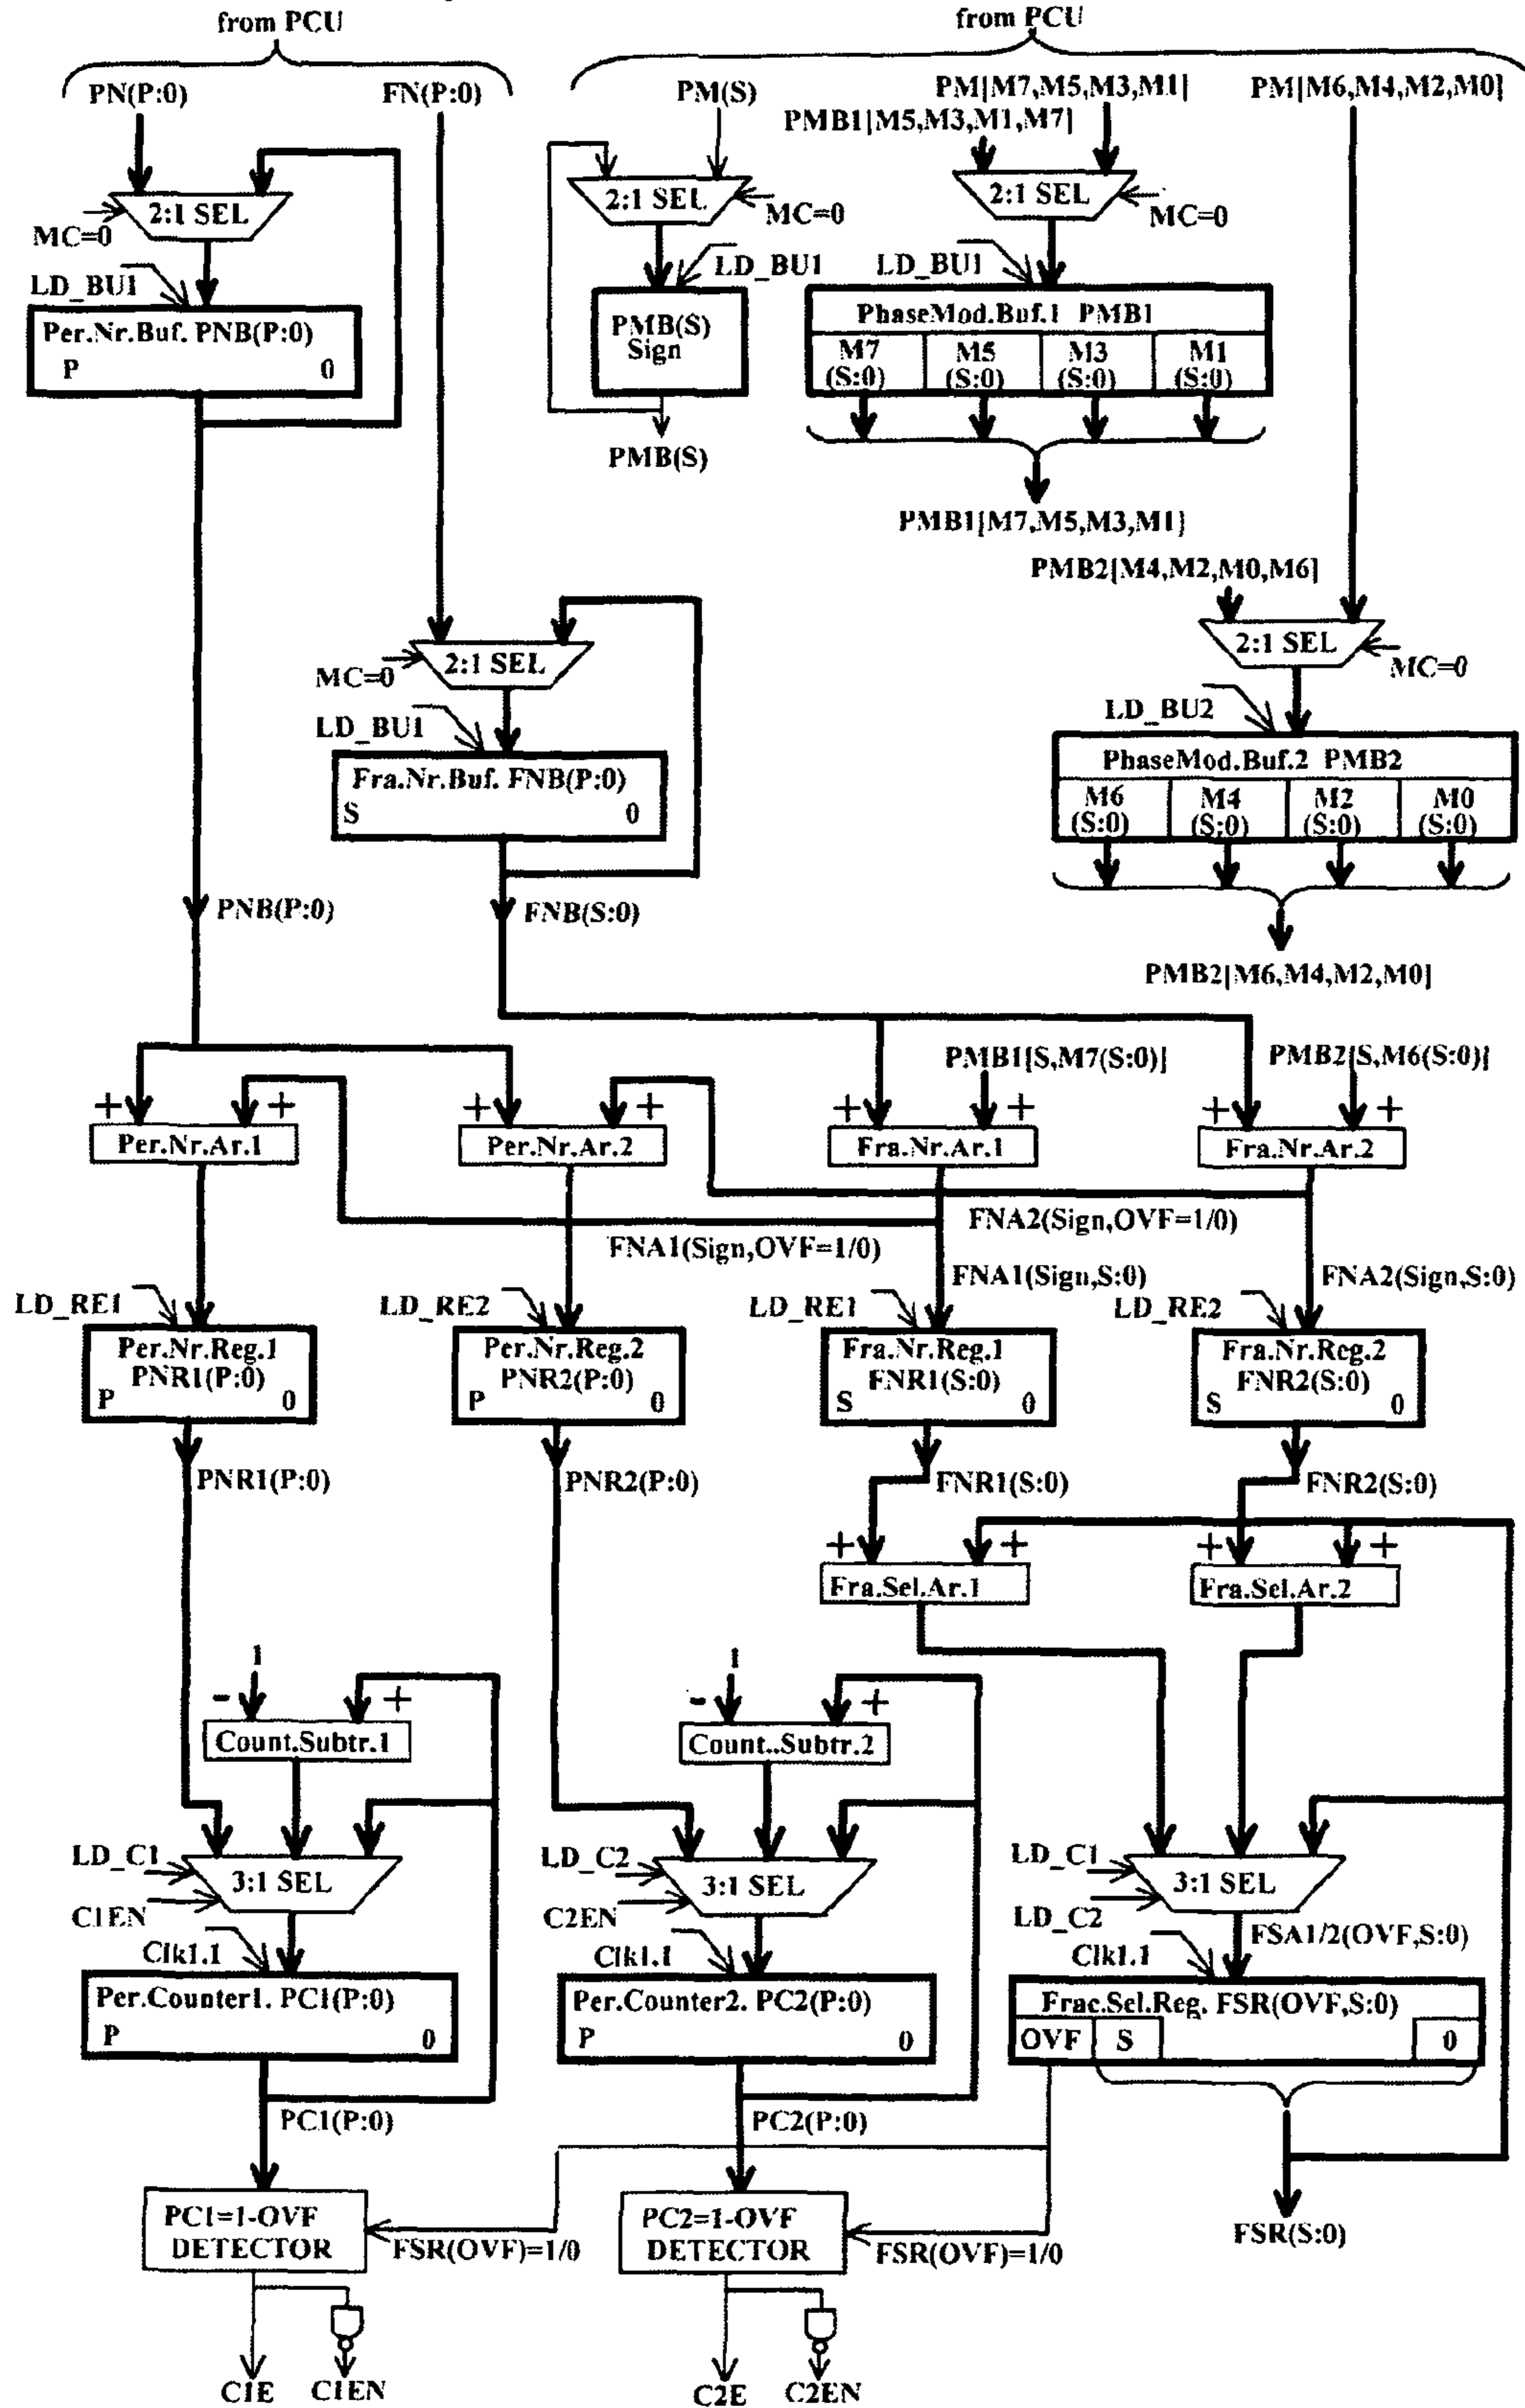 from PCU
from PCU
PN(P:0)
FN(P:0)
PM(S)
PM[M7,M5,M3,M1]
PM[M6,M4,M2,M0]
PMB1[M5,M3,M1,M7]
2:1 SEL
MC=0
2:1 SEL
MC=0
2:1 SEL
MC=0
LD_BU1
LD_BU1
LD_BU1
Per.Nr.Buf. PNB(P:0)
P 0
PMB(S)
Sign
PhaseMod.Buf.1 PMB1
M7 M5 M3 M1
(S:0) (S:0) (S:0) (S:0)
PMB(S)
PMB1[M7,M5,M3,M1}
PMB2[M4,M2,M0,M6]
2:1 SEL
MC=0
2:1 SEL
MC=0
LD_BU1
LD_BU2
Fra.Nr.Buf. FNB(P:0)
S 0
PhaseMod.Buf.2 PMB2
M6 M4 M2 M0
(S:0) (S:0) (S:0) (S:0)
PNB(P:0)
FNB(S:0)
PMB2[M6,M4,M2,M0]
PMB1[S,M7(S:0)]
PMB2[S,M6(S:0)]
+ + + + + + + +
Per.Nr.Ar.1
Per.Nr.Ar.2
Fra.Nr.Ar.1
Fra.Nr.Ar.2
FNA2(Sign,OVF=1/0)
FNA1(Sign,OVF=1/0)
FNA1(Sign,S:0)
FNA2(Sign,S:0)
LD_RE1
LD_RE2
LD_RE1
LD_RE2
Per.Nr.Reg.1
PNR1(P:0)
P 0
Per.Nr.Reg.2
PNR2(P:0)
P 0
Fra.Nr.Reg.1
FNR1(S:0)
S 0
Fra.Nr.Reg.2
FNR2(S:0)
S 0
PNR1(P:0)
PNR2(P:0)
FNR1(S:0)
FNR2(S:0)
+ + + +
Fra.Sel.Ar.1
Fra.Sel.Ar.2
1
- +
Count.Subtr.1
1
- +
Count..Subtr.2
LD_C1
C1EN
3:1 SEL
LD_C2
C2EN
3:1 SEL
LD_C1
LD_C2
3:1 SEL
FSA1/2(OVF,S:0)
Clk1.1
Clk1.1
Clk1.1
Per.Counter1. PC1(P:0)
P 0
Per.Counter2. PC2(P:0)
P 0
Frac.Sel.Reg. FSR(OVF,S:0)
OVF S 0
PC1(P:0)
PC2(P:0)
PC1=1-OVF
DETECTOR
FSR(OVF)=1/0
PC2=1-OVF
DETECTOR
FSR(OVF)=1/0
FSR(S:0)
C1E
C1EN
C2E
C2EN